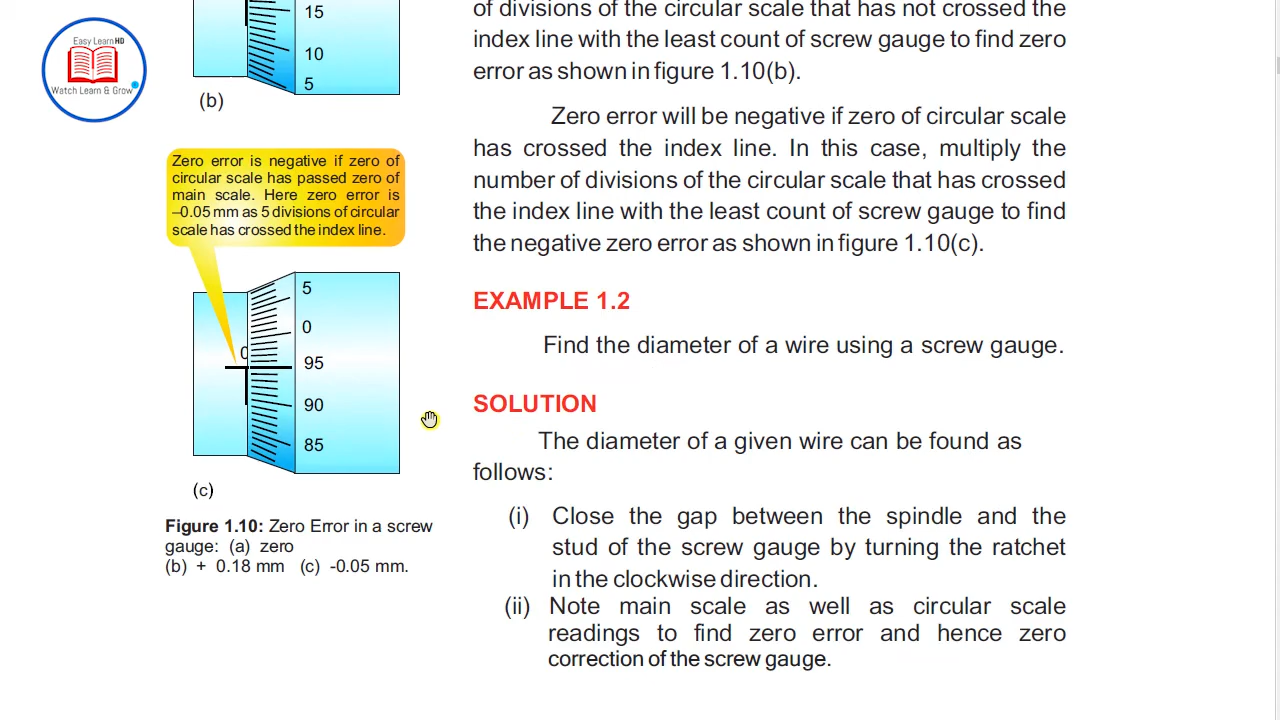 Easy Learn HD
Watch Learn & Grow
15
10
5
(b)
Zero error is negative if zero of
circular scale has passed zero of
main scale. Here zero error is
–0.05 mm as 5 divisions of circular
scale has crossed the index line.
5
0
0
95
90
85
(c)
Figure 1.10: Zero Error in a screw
gauge: (a) zero
(b) + 0.18 mm (c) -0.05 mm.
of divisions of the circular scale that has not crossed the
index line with the least count of screw gauge to find zero
error as shown in figure 1.10(b).
Zero error will be negative if zero of circular scale
has crossed the index line. In this case, multiply the
number of divisions of the circular scale that has crossed
the index line with the least count of screw gauge to find
the negative zero error as shown in figure 1.10(c).
EXAMPLE 1.2
Find the diameter of a wire using a screw gauge.
SOLUTION
The diameter of a given wire can be found as
follows:
(i) Close the gap between the spindle and the
stud of the screw gauge by turning the ratchet
in the clockwise direction.
(ii) Note main scale as well as circular scale
readings to find zero error and hence zero
correction of the screw gauge.